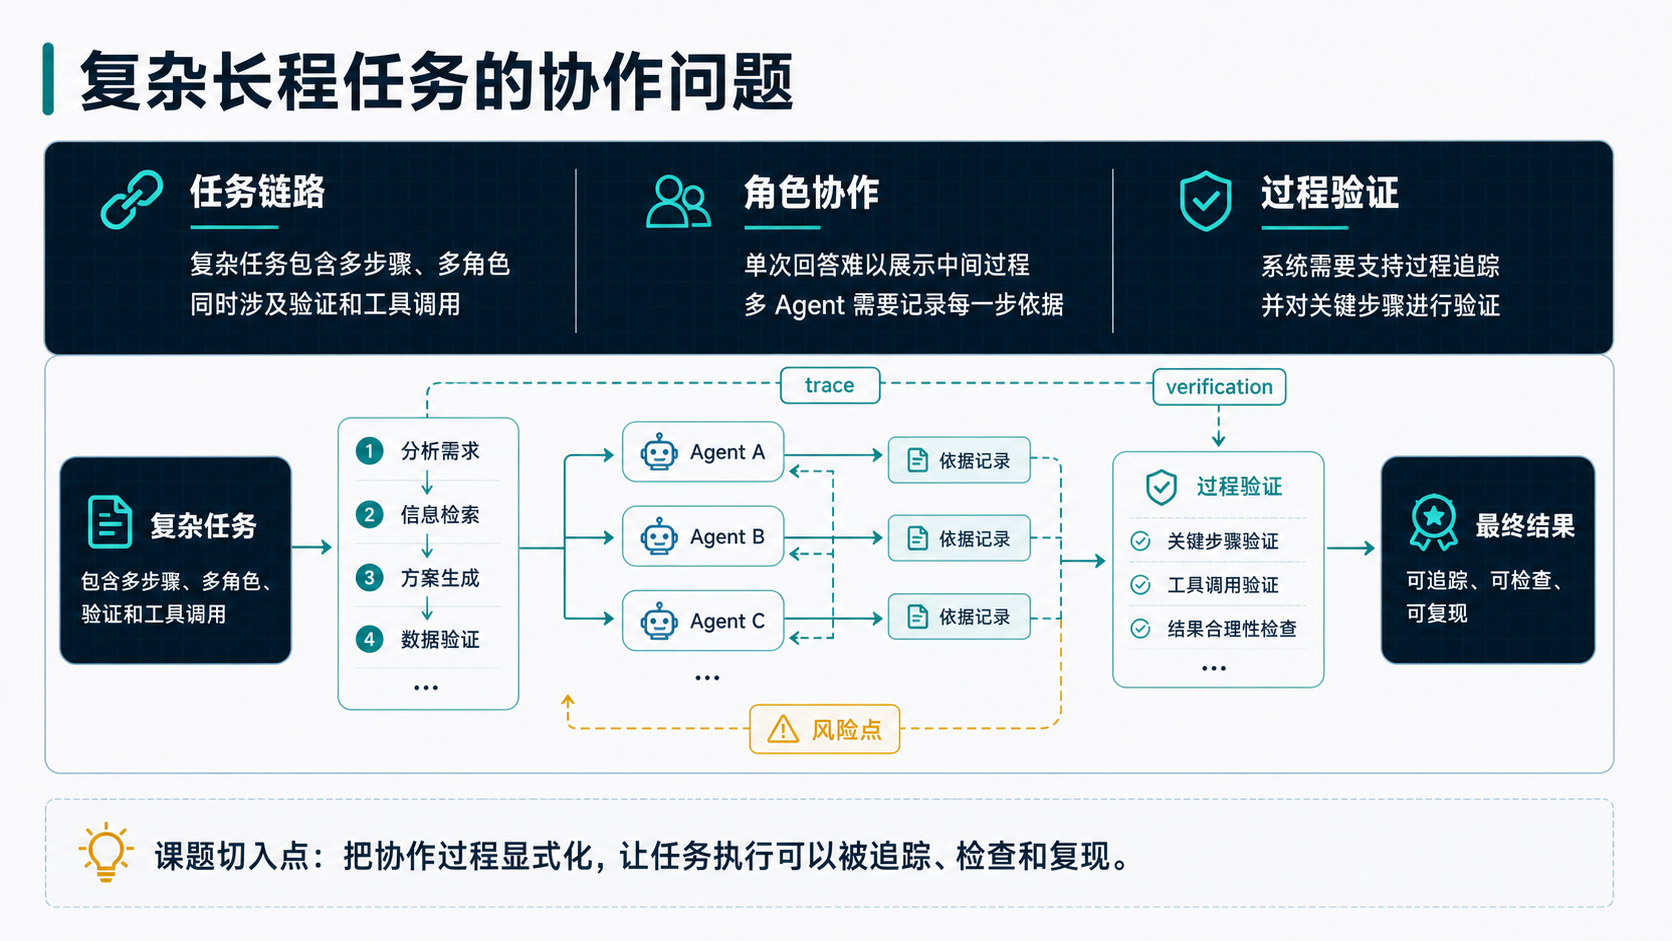 复杂长程任务的协作问题
任务链路
复杂任务包含多步骤、多角色
同时涉及验证和工具调用
角色协作
单次回答难以展示中间过程
多 Agent 需要记录每一步依据
过程验证
系统需要支持过程追踪
并对关键步骤进行验证
trace
verification
复杂任务
包含多步骤、多角色、
验证和工具调用
1 分析需求
2 信息检索
3 方案生成
4 数据验证
...
Agent A
Agent B
Agent C
...
依据记录
依据记录
依据记录
风险点
过程验证
关键步骤验证
工具调用验证
结果合理性检查
...
最终结果
可追踪、可检查、
可复现
课题切入点：把协作过程显式化，让任务执行可以被追踪、检查和复现。